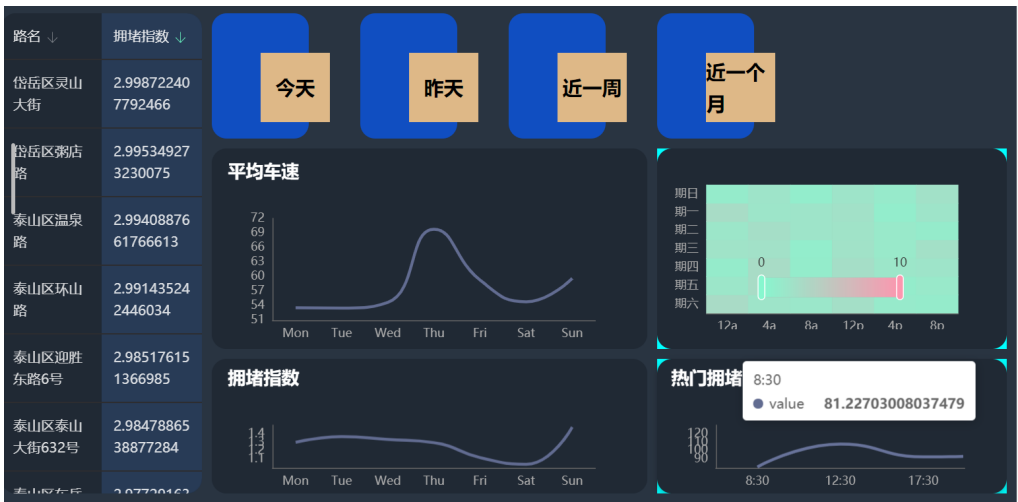 路名 ↓
拥堵指数 ↓
岱岳区灵山
大街
2.99872240
7792466
岱岳区粥店
路
2.99534927
3230075
泰山区温泉
路
2.99408876
61766613
泰山区环山
路
2.99143524
2446034
泰山区迎胜
东路6号
2.98517615
1366985
泰山区泰山
大街632号
2.98478865
38877284
今天
昨天
近一周
近一个
月
平均车速
72
69
66
63
60
57
54
51
Mon Tue Wed Thu Fri Sat Sun
期日
期一
期二
期三
期四
期五
期六
0 10
12a 4a 8a 12p 4p 8p
拥堵指数
1.4
1.3
1.2
1.1
Mon Tue Wed Thu Fri Sat Sun
热门拥堵
8:30
value 81.22703008037479
120
110
100
90
8:30 12:30 17:30